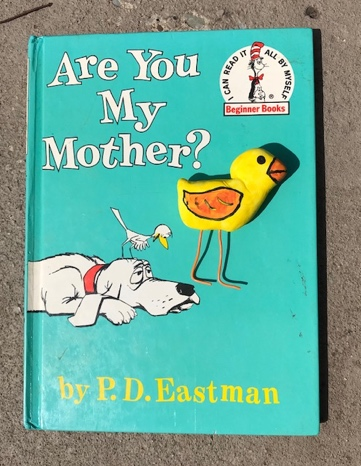 Are You
My
Mother?
I CAN READ IT ALL BY MYSELF
Beginner Books
by P.D.Eastman